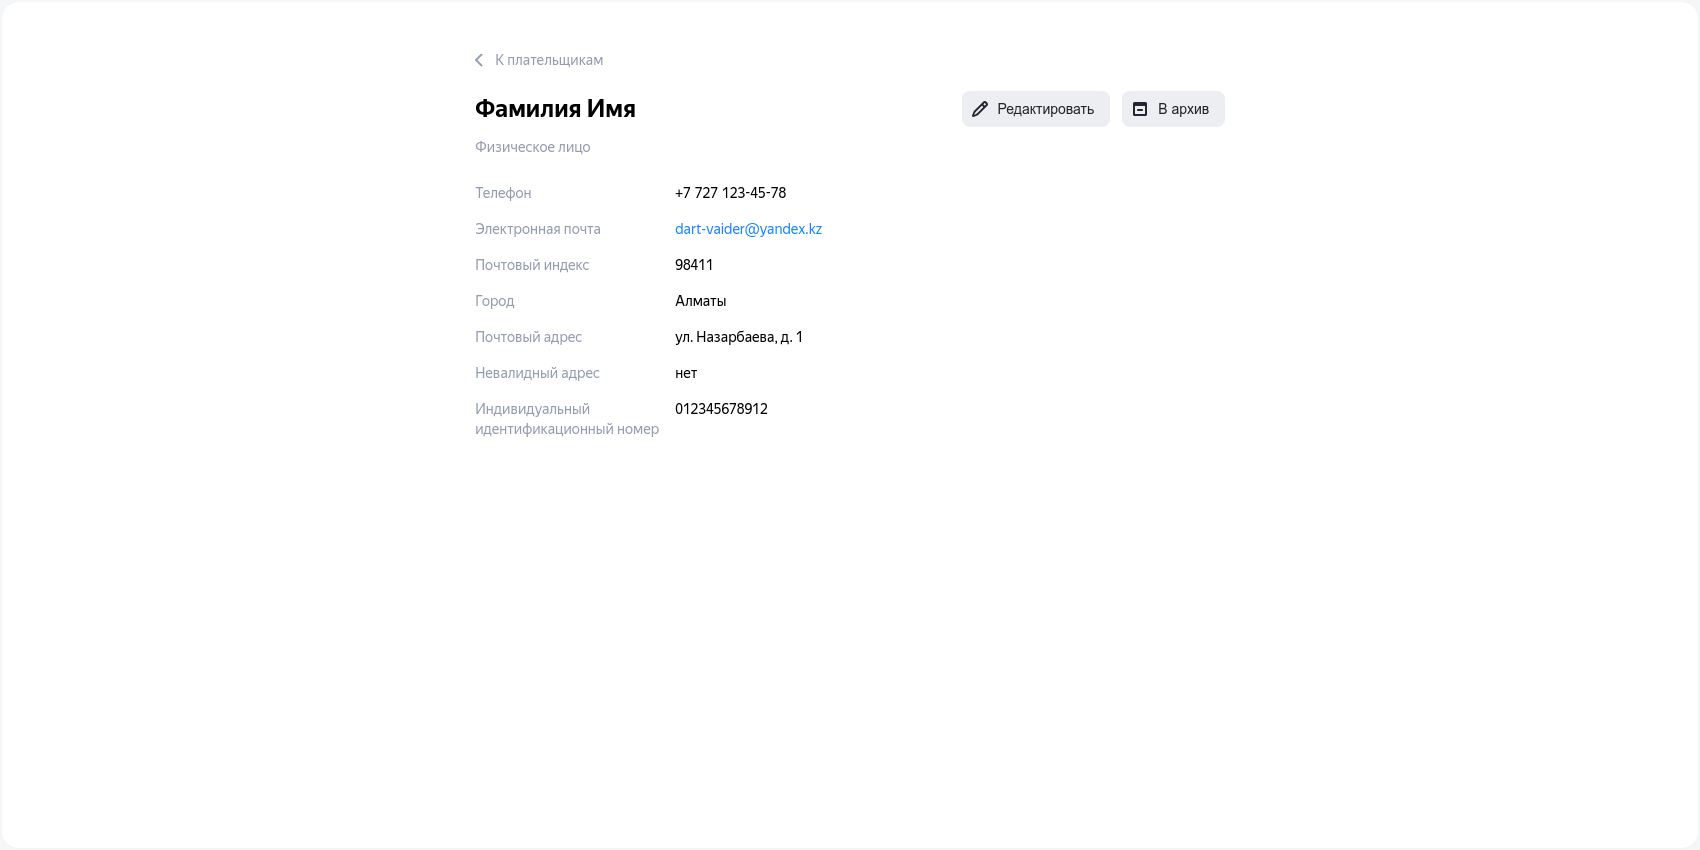 К плательщикам
Фамилия Имя
Редактировать
В архив
Физическое лицо
Телефон +7 727 123-45-78
Электронная почта dart-vaider@yandex.kz
Почтовый индекс 98411
Город Алматы
Почтовый адрес ул. Назарбаева, д. 1
Невалидный адрес нет
Индивидуальный 012345678912
идентификационный номер